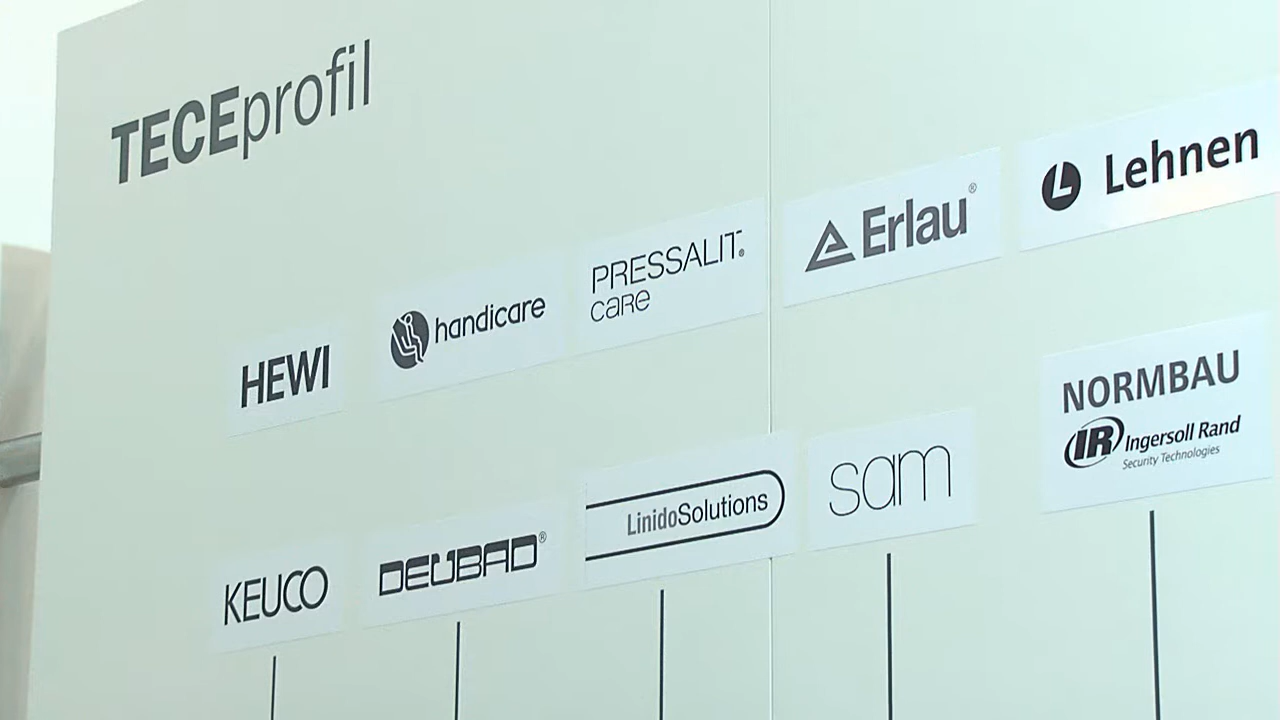 TECEprofil
HEWI
handicare
PRESSALIT®
care
Erlau®
Lehnen
KEUCO
DEUBAD®
LinidoSolutions
sam
NORMBAU
IR Ingersoll Rand
Security Technologies